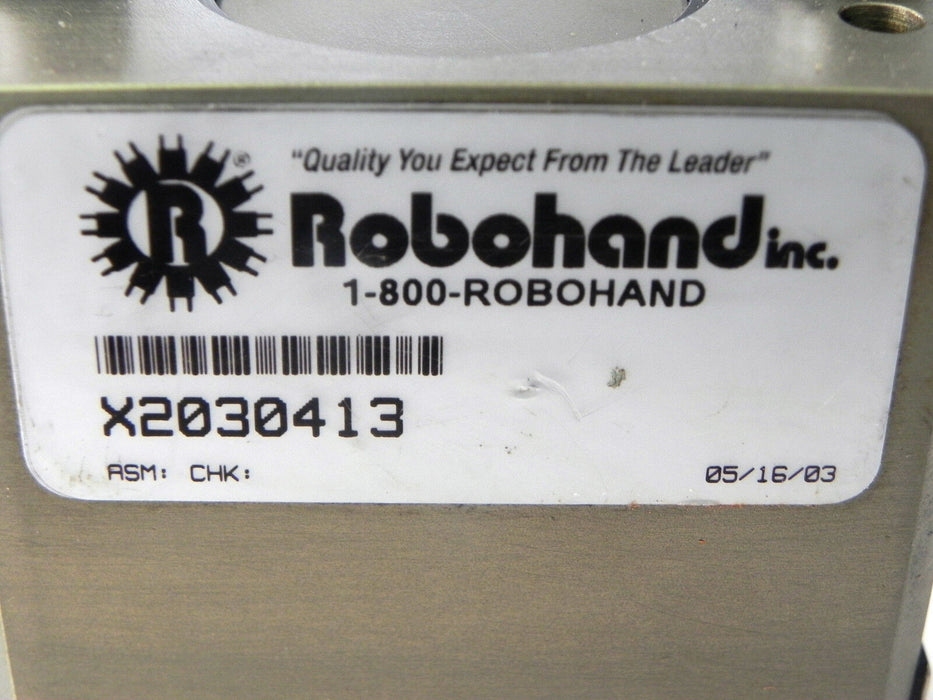 "Quality You Expect From The Leader"
R ®
Robohand inc.
1-800-ROBOHAND
X2030413
ASM: CHK: 05/16/03